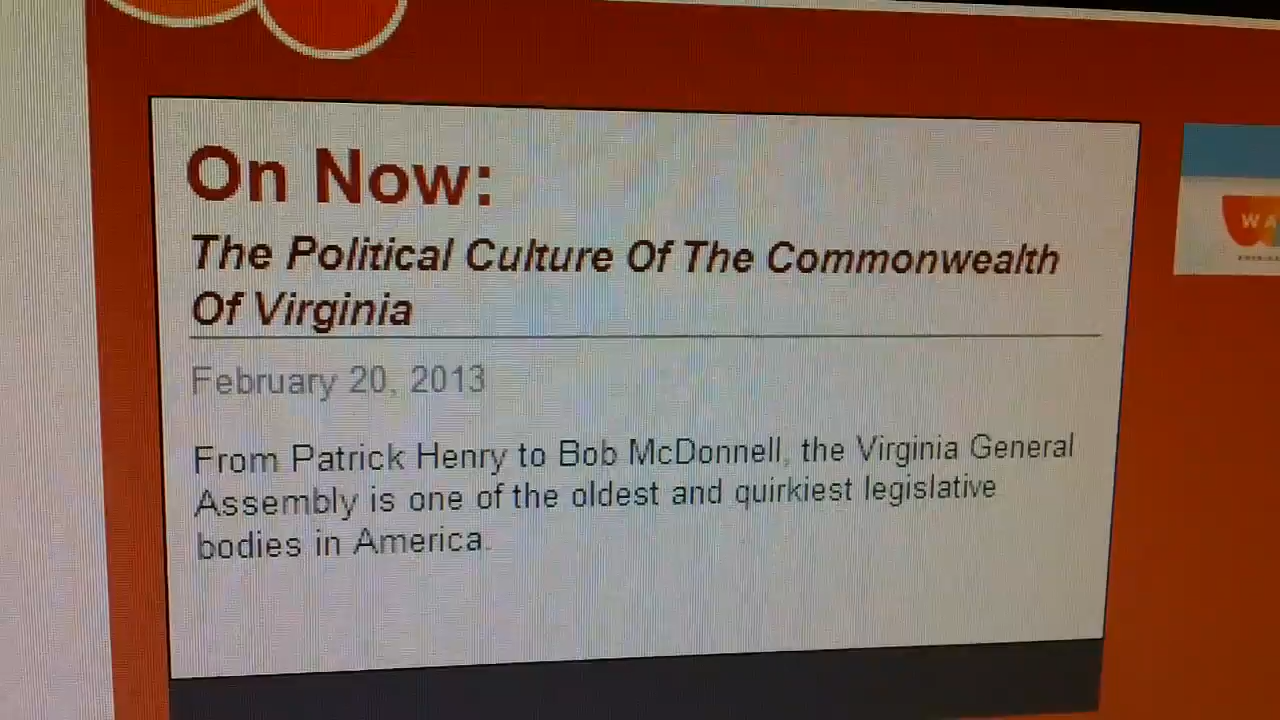 On Now:
The Political Culture Of The Commonwealth
Of Virginia
February 20, 2013
From Patrick Henry to Bob McDonnell, the Virginia General
Assembly is one of the oldest and quirkiest legislative
bodies in America.
W A